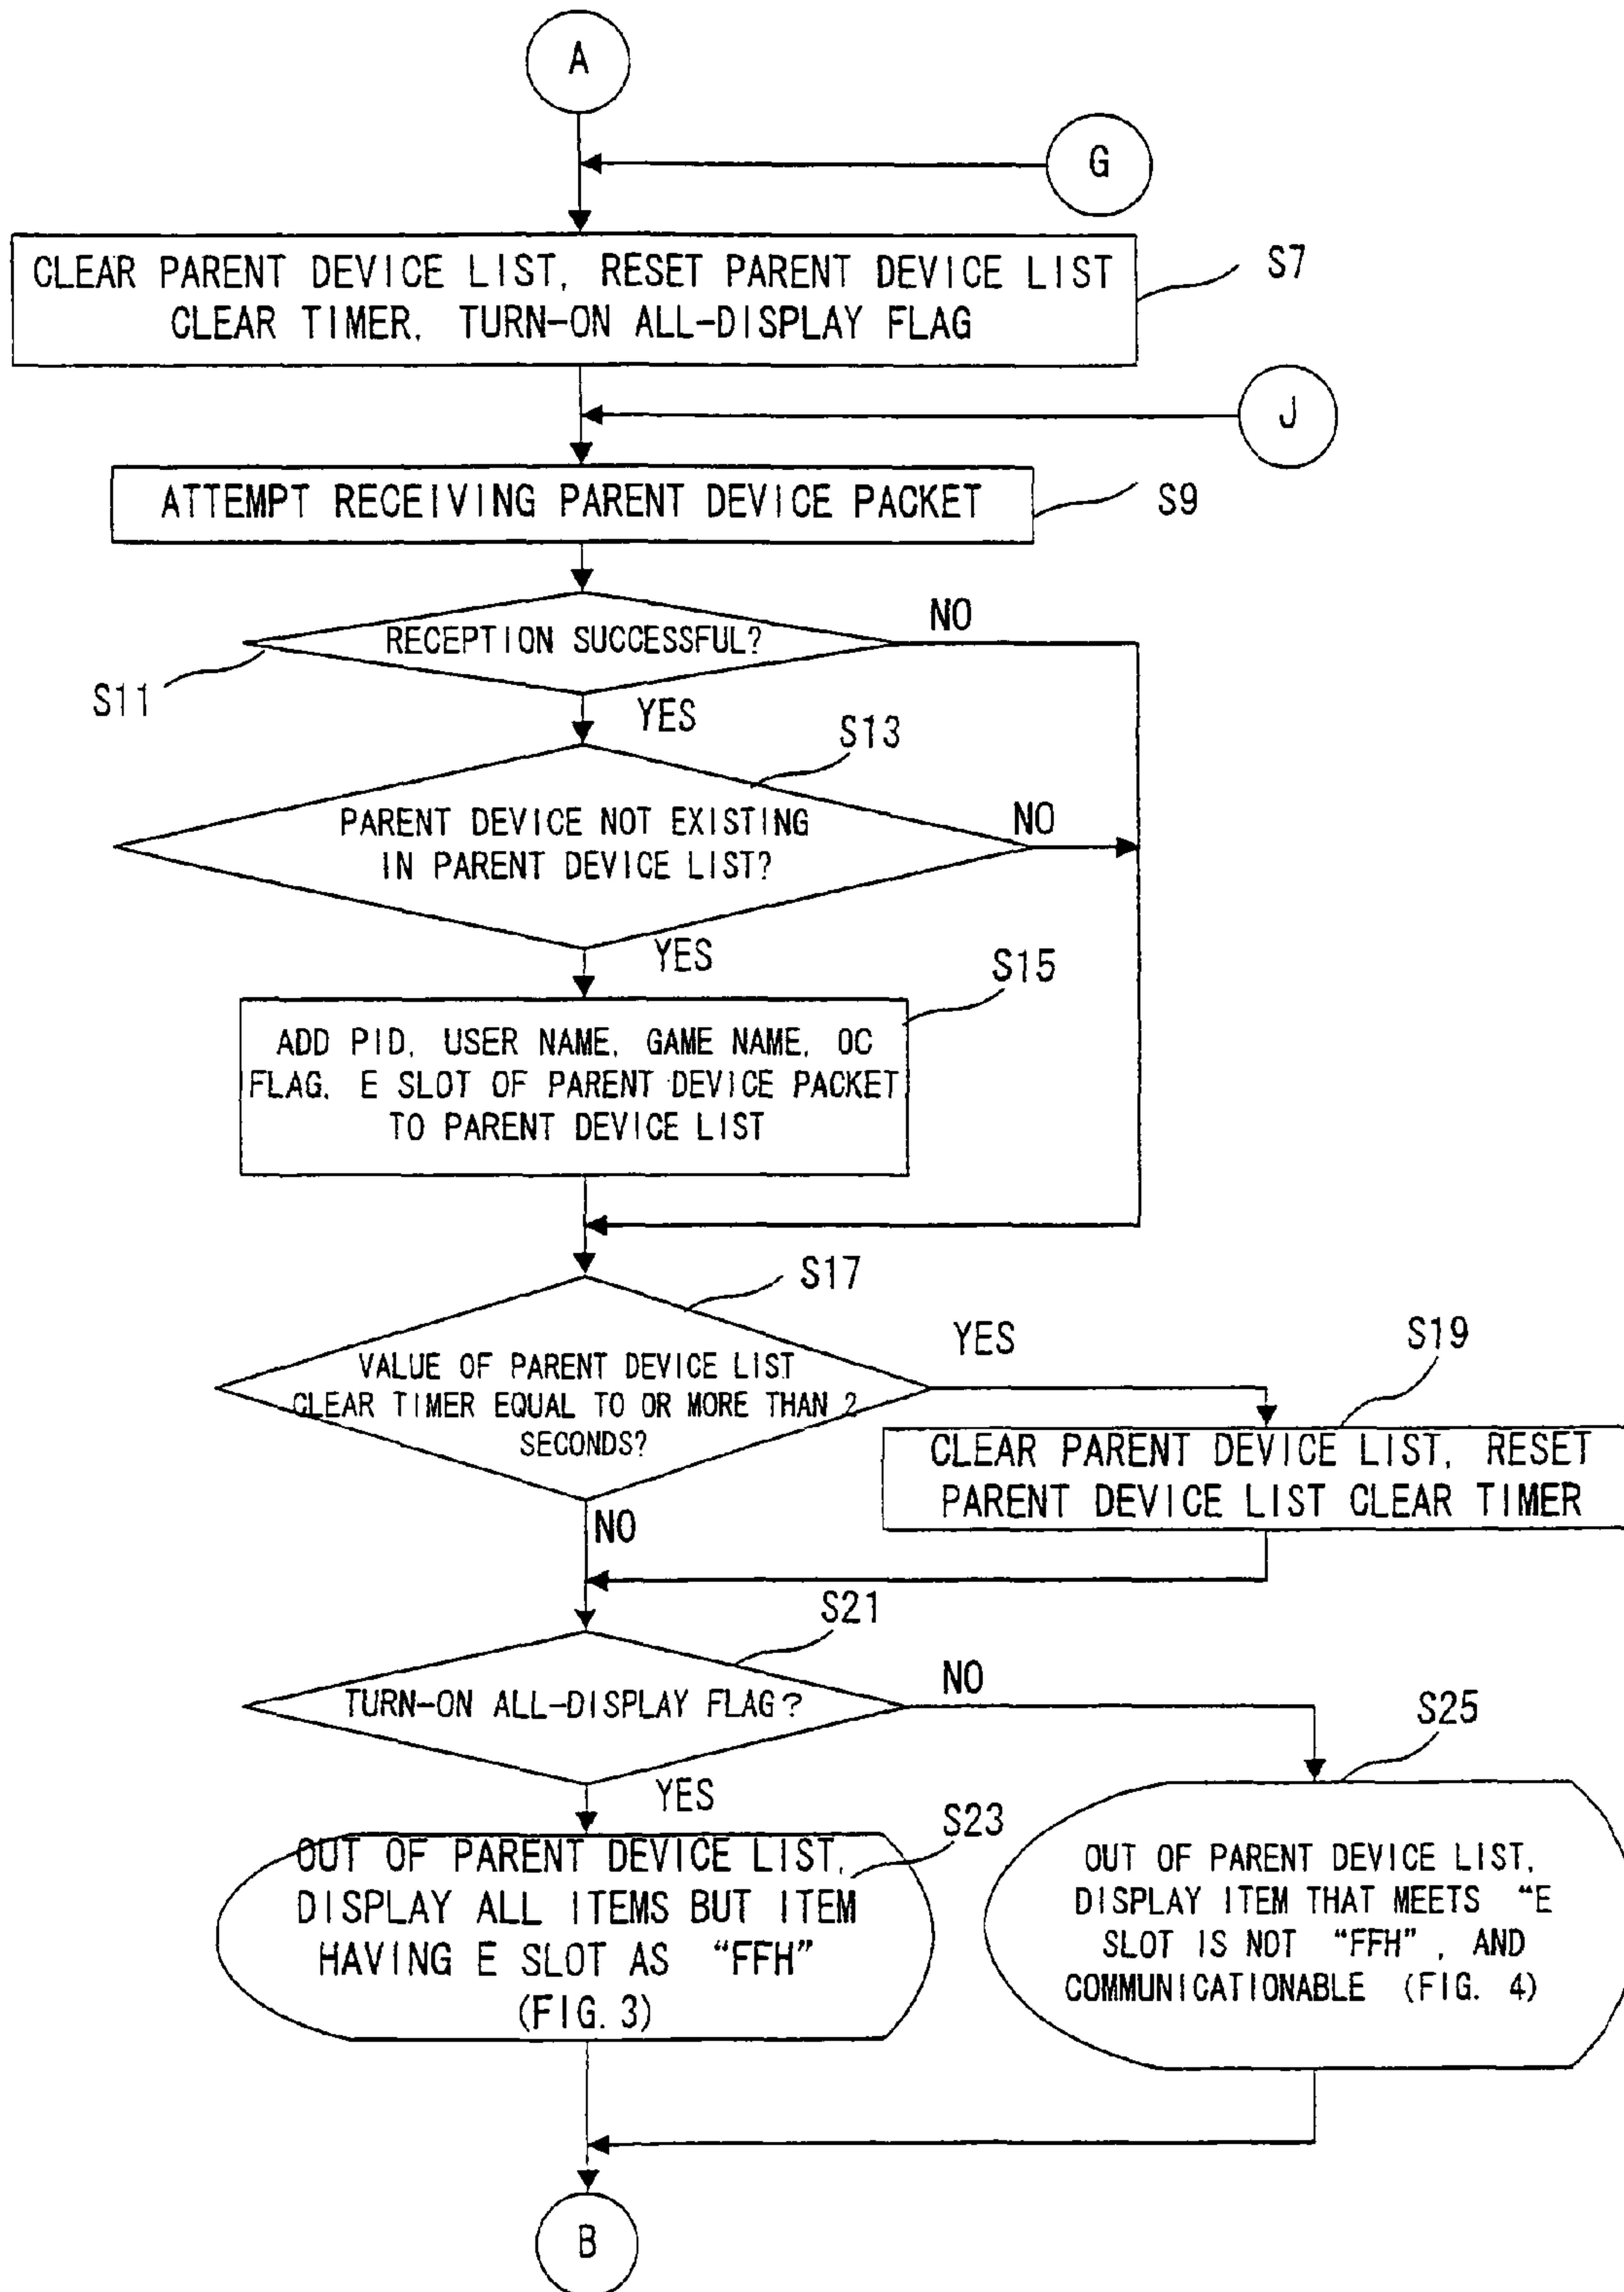 A
G
CLEAR PARENT DEVICE LIST, RESET PARENT DEVICE LIST
CLEAR TIMER, TURN-ON ALL-DISPLAY FLAG
S7
J
ATTEMPT RECEIVING PARENT DEVICE PACKET
S9
RECEPTION SUCCESSFUL?
NO
S11
YES
S13
PARENT DEVICE NOT EXISTING
IN PARENT DEVICE LIST?
NO
YES
S15
ADD PID, USER NAME, GAME NAME, OC
FLAG, E SLOT OF PARENT DEVICE PACKET
TO PARENT DEVICE LIST
S17
VALUE OF PARENT DEVICE LIST
CLEAR TIMER EQUAL TO OR MORE THAN 2
SECONDS?
YES
S19
CLEAR PARENT DEVICE LIST, RESET
PARENT DEVICE LIST CLEAR TIMER
NO
S21
TURN-ON ALL-DISPLAY FLAG?
NO
YES
S23
OUT OF PARENT DEVICE LIST,
DISPLAY ALL ITEMS BUT ITEM
HAVING E SLOT AS “FFH”
(FIG. 3)
S25
OUT OF PARENT DEVICE LIST,
DISPLAY ITEM THAT MEETS “E
SLOT IS NOT “FFH”, AND
COMMUNICATIONABLE (FIG. 4)
B